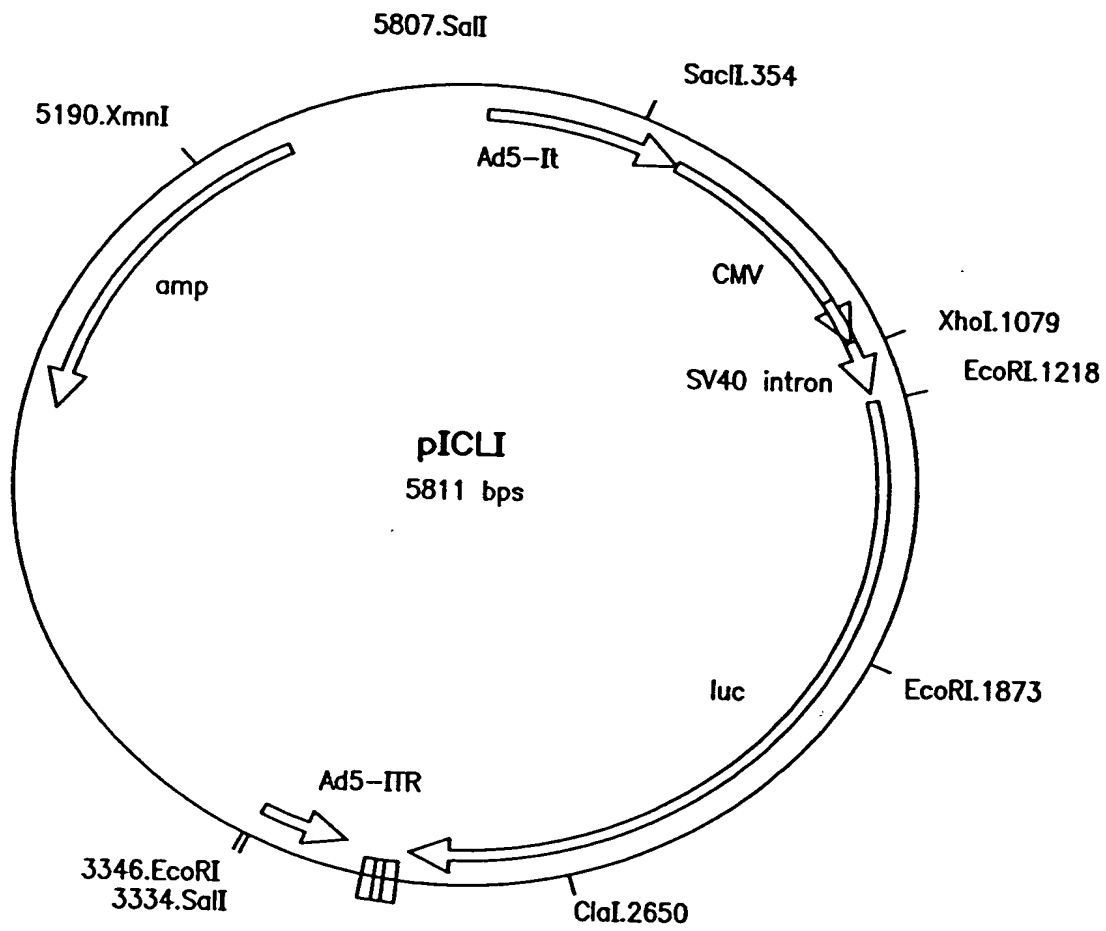 5807.SalI
SacII.354
5190.XmnI
Ad5-It
amp
CMV
XhoI.1079
EcoRI.1218
SV40 intron
pICLI
5811 bps
luc
EcoRI.1873
Ad5-ITR
3346.EcoRI
3334.SalI
ClaI.2650